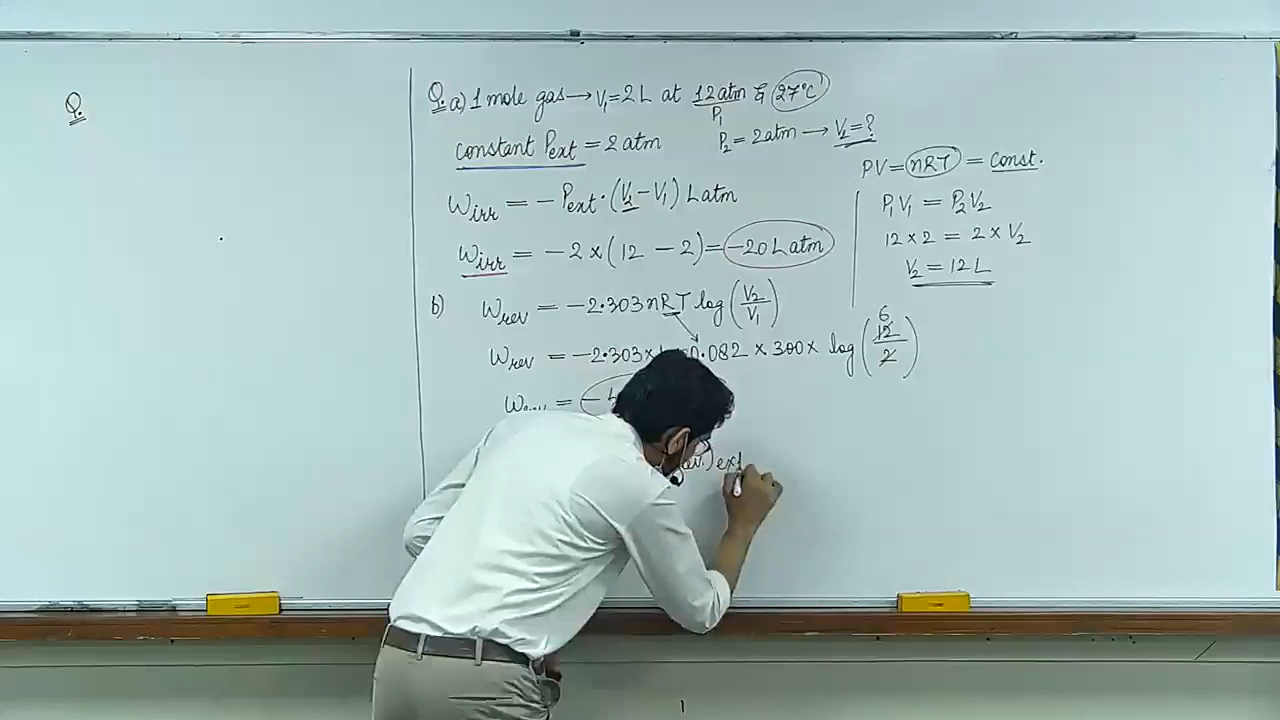 Q.
Q. a) 1 mole gas → V₁ = 2 L at 12 atm & 27°C
P₁
constant Pext = 2 atm P₂ = 2 atm → V₂ = ?
Wirr = - Pext · (V₂ - V₁) L atm
Wirr = - 2 × (12 - 2) = -20 L atm
PV = nRT = const.
P₁V₁ = P₂V₂
12 × 2 = 2 × V₂
V₂ = 12 L
b) Wrev = - 2.303 nRT log (V₂/V₁)
Wrev = - 2.303 × 0.082 × 300 × log (12/2)
6
= -
ev.) ext